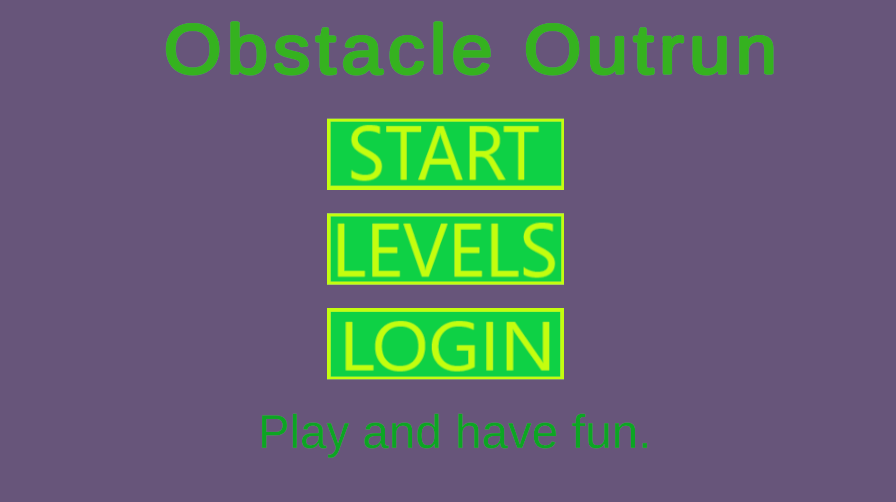 Obstacle Outrun
START
LEVELS
LOGIN
Play and have fun.